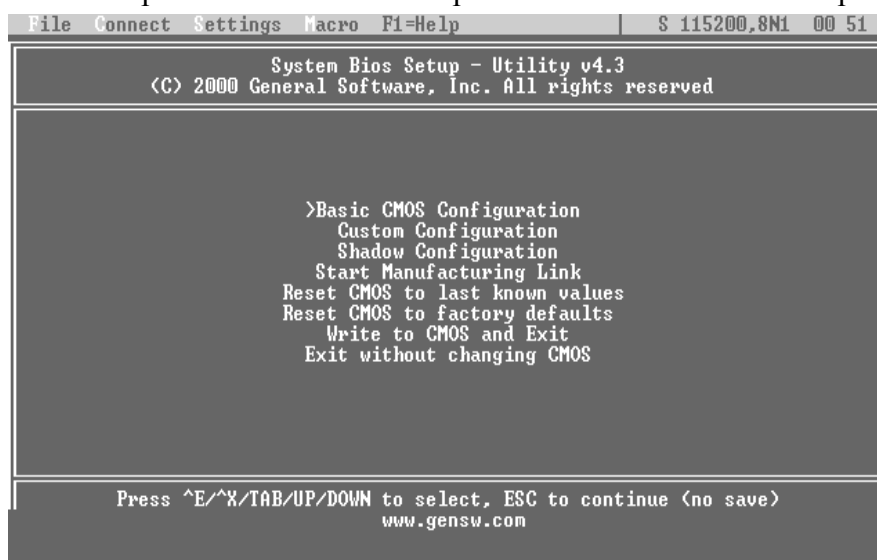 File Connect Settings Macro F1=Help S 115200,8N1 00 51
System Bios Setup - Utility v4.3
(C) 2000 General Software, Inc. All rights reserved
>Basic CMOS Configuration
Custom Configuration
Shadow Configuration
Start Manufacturing Link
Reset CMOS to last known values
Reset CMOS to factory defaults
Write to CMOS and Exit
Exit without changing CMOS
Press ^E/^X/TAB/UP/DOWN to select, ESC to continue (no save)
www.gensw.com